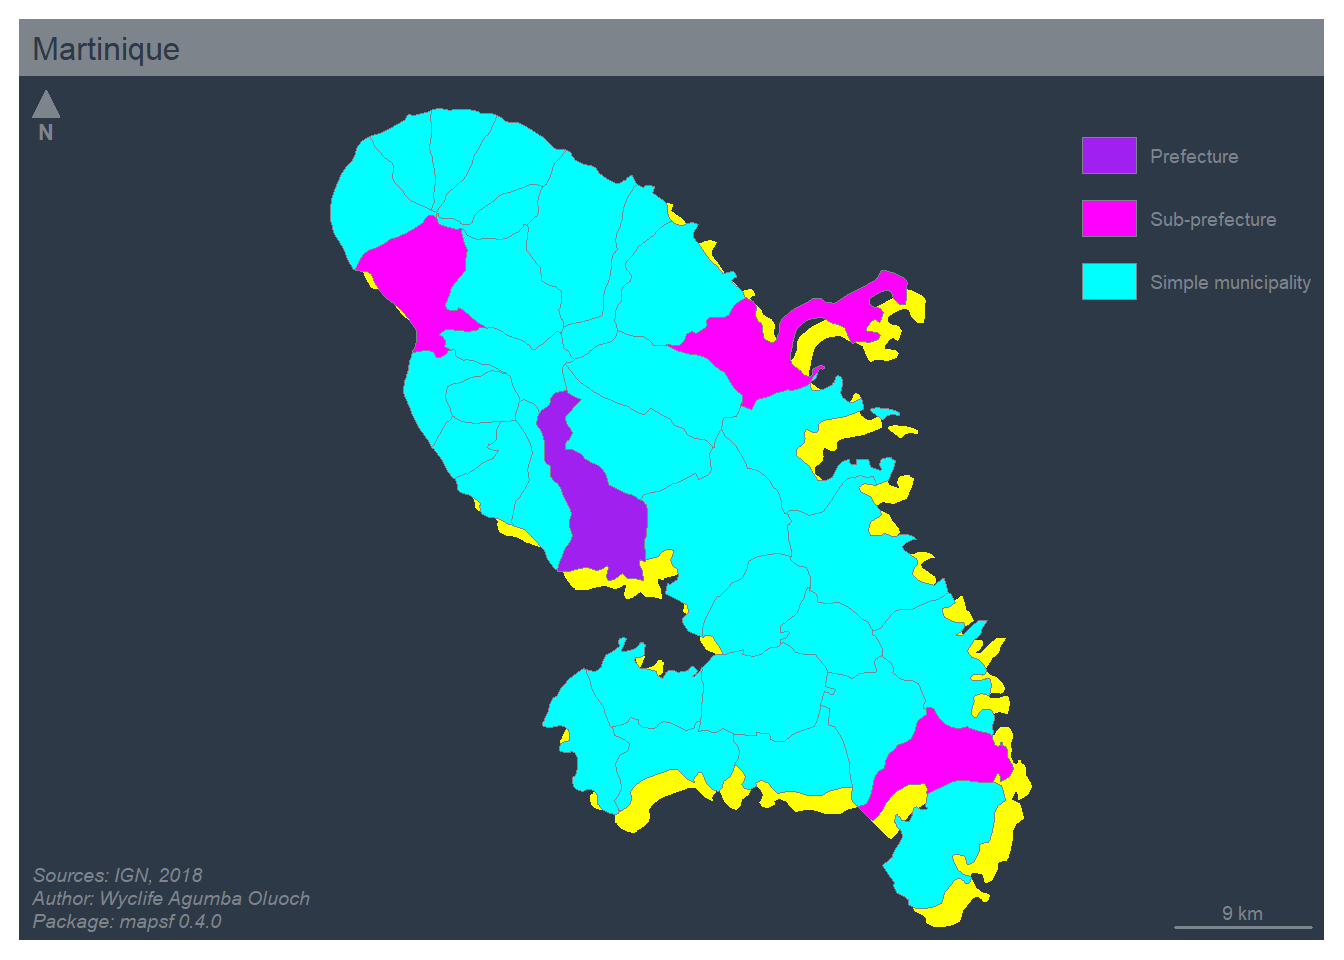 Martinique
N
Prefecture
Sub-prefecture
Simple municipality
Sources: IGN, 2018
Author: Wyclife Agumba Oluoch
Package: mapsf 0.4.0
9 km